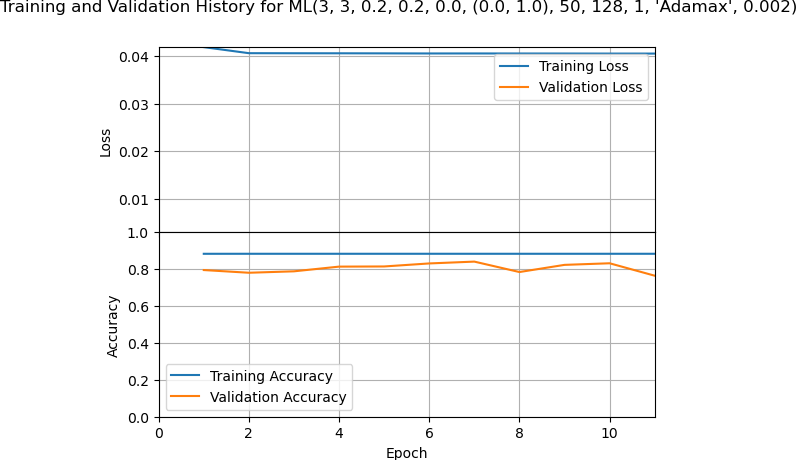 Training and Validation History for ML(3, 3, 0.2, 0.2, 0.0, (0.0, 1.0), 50, 128, 1, 'Adamax', 0.002)
0.04
0.03
0.02
0.01
Loss
Training Loss
Validation Loss
1.0
0.8
0.6
0.4
0.2
0.0
Accuracy
Training Accuracy
Validation Accuracy
0 2 4 6 8 10
Epoch